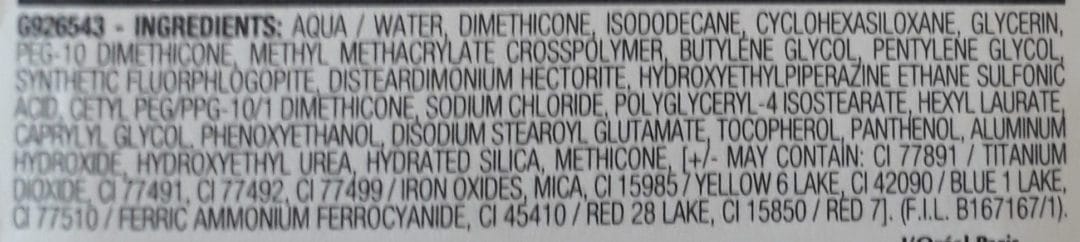 G926543 - INGREDIENTS: AQUA / WATER, DIMETHICONE, ISODODECANE, CYCLOHEXASILOXANE, GLYCERIN,
PEG-10 DIMETHICONE, METHYL METHACRYLATE CROSSPOLYMER, BUTYLENE GLYCOL, PENTYLENE GLYCOL,
SYNTHETIC FLUORPHLOGOPITE, DISTEARDIMONIUM HECTORITE, HYDROXYETHYLPIPERAZINE ETHANE SULFONIC
ACID, CETYL PEG/PPG-10/1 DIMETHICONE, SODIUM CHLORIDE, POLYGLYCERYL-4 ISOSTEARATE, HEXYL LAURATE,
CAPRYLYL GLYCOL, PHENOXYETHANOL, DISODIUM STEAROYL GLUTAMATE, TOCOPHEROL, PANTHENOL, ALUMINUM
HYDROXIDE, HYDROXYETHYL UREA, HYDRATED SILICA, METHICONE, [+/- MAY CONTAIN: CI 77891 / TITANIUM
DIOXIDE, CI 77491, CI 77492, CI 77499 / IRON OXIDES, MICA, CI 15985 / YELLOW 6 LAKE, CI 42090 / BLUE 1 LAKE,
CI 77510 / FERRIC AMMONIUM FERROCYANIDE, CI 45410 / RED 28 LAKE, CI 15850 / RED 7]. (F.I.L. B167167/1).